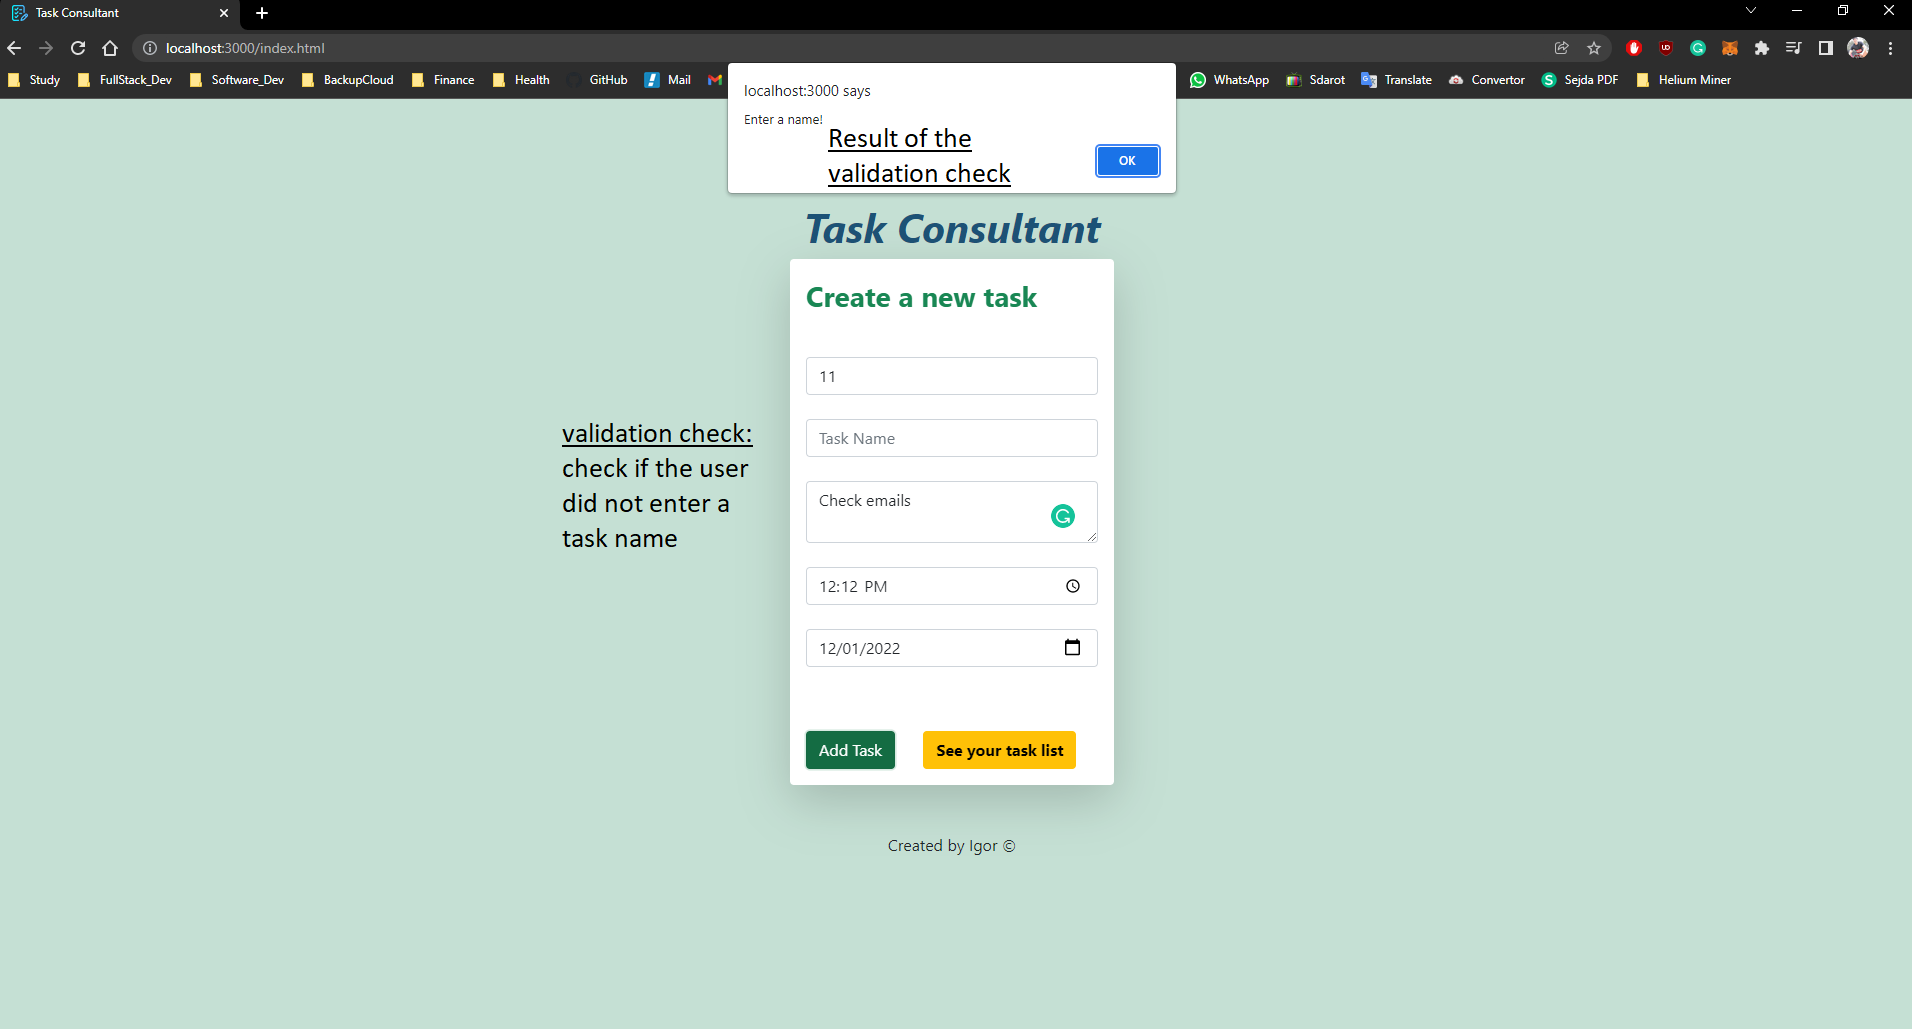 Task Consultant
localhost:3000/index.html
Study FullStack_Dev Software_Dev BackupCloud Finance Health GitHub Mail WhatsApp Sdarot Translate Convertor Sejda PDF Helium Miner
localhost:3000 says
Enter a name!
Result of the
validation check
OK
Task Consultant
Create a new task
11
validation check:
check if the user
did not enter a
task name
Task Name
Check emails
12:12 PM
12/01/2022
Add Task See your task list
Created by Igor ©